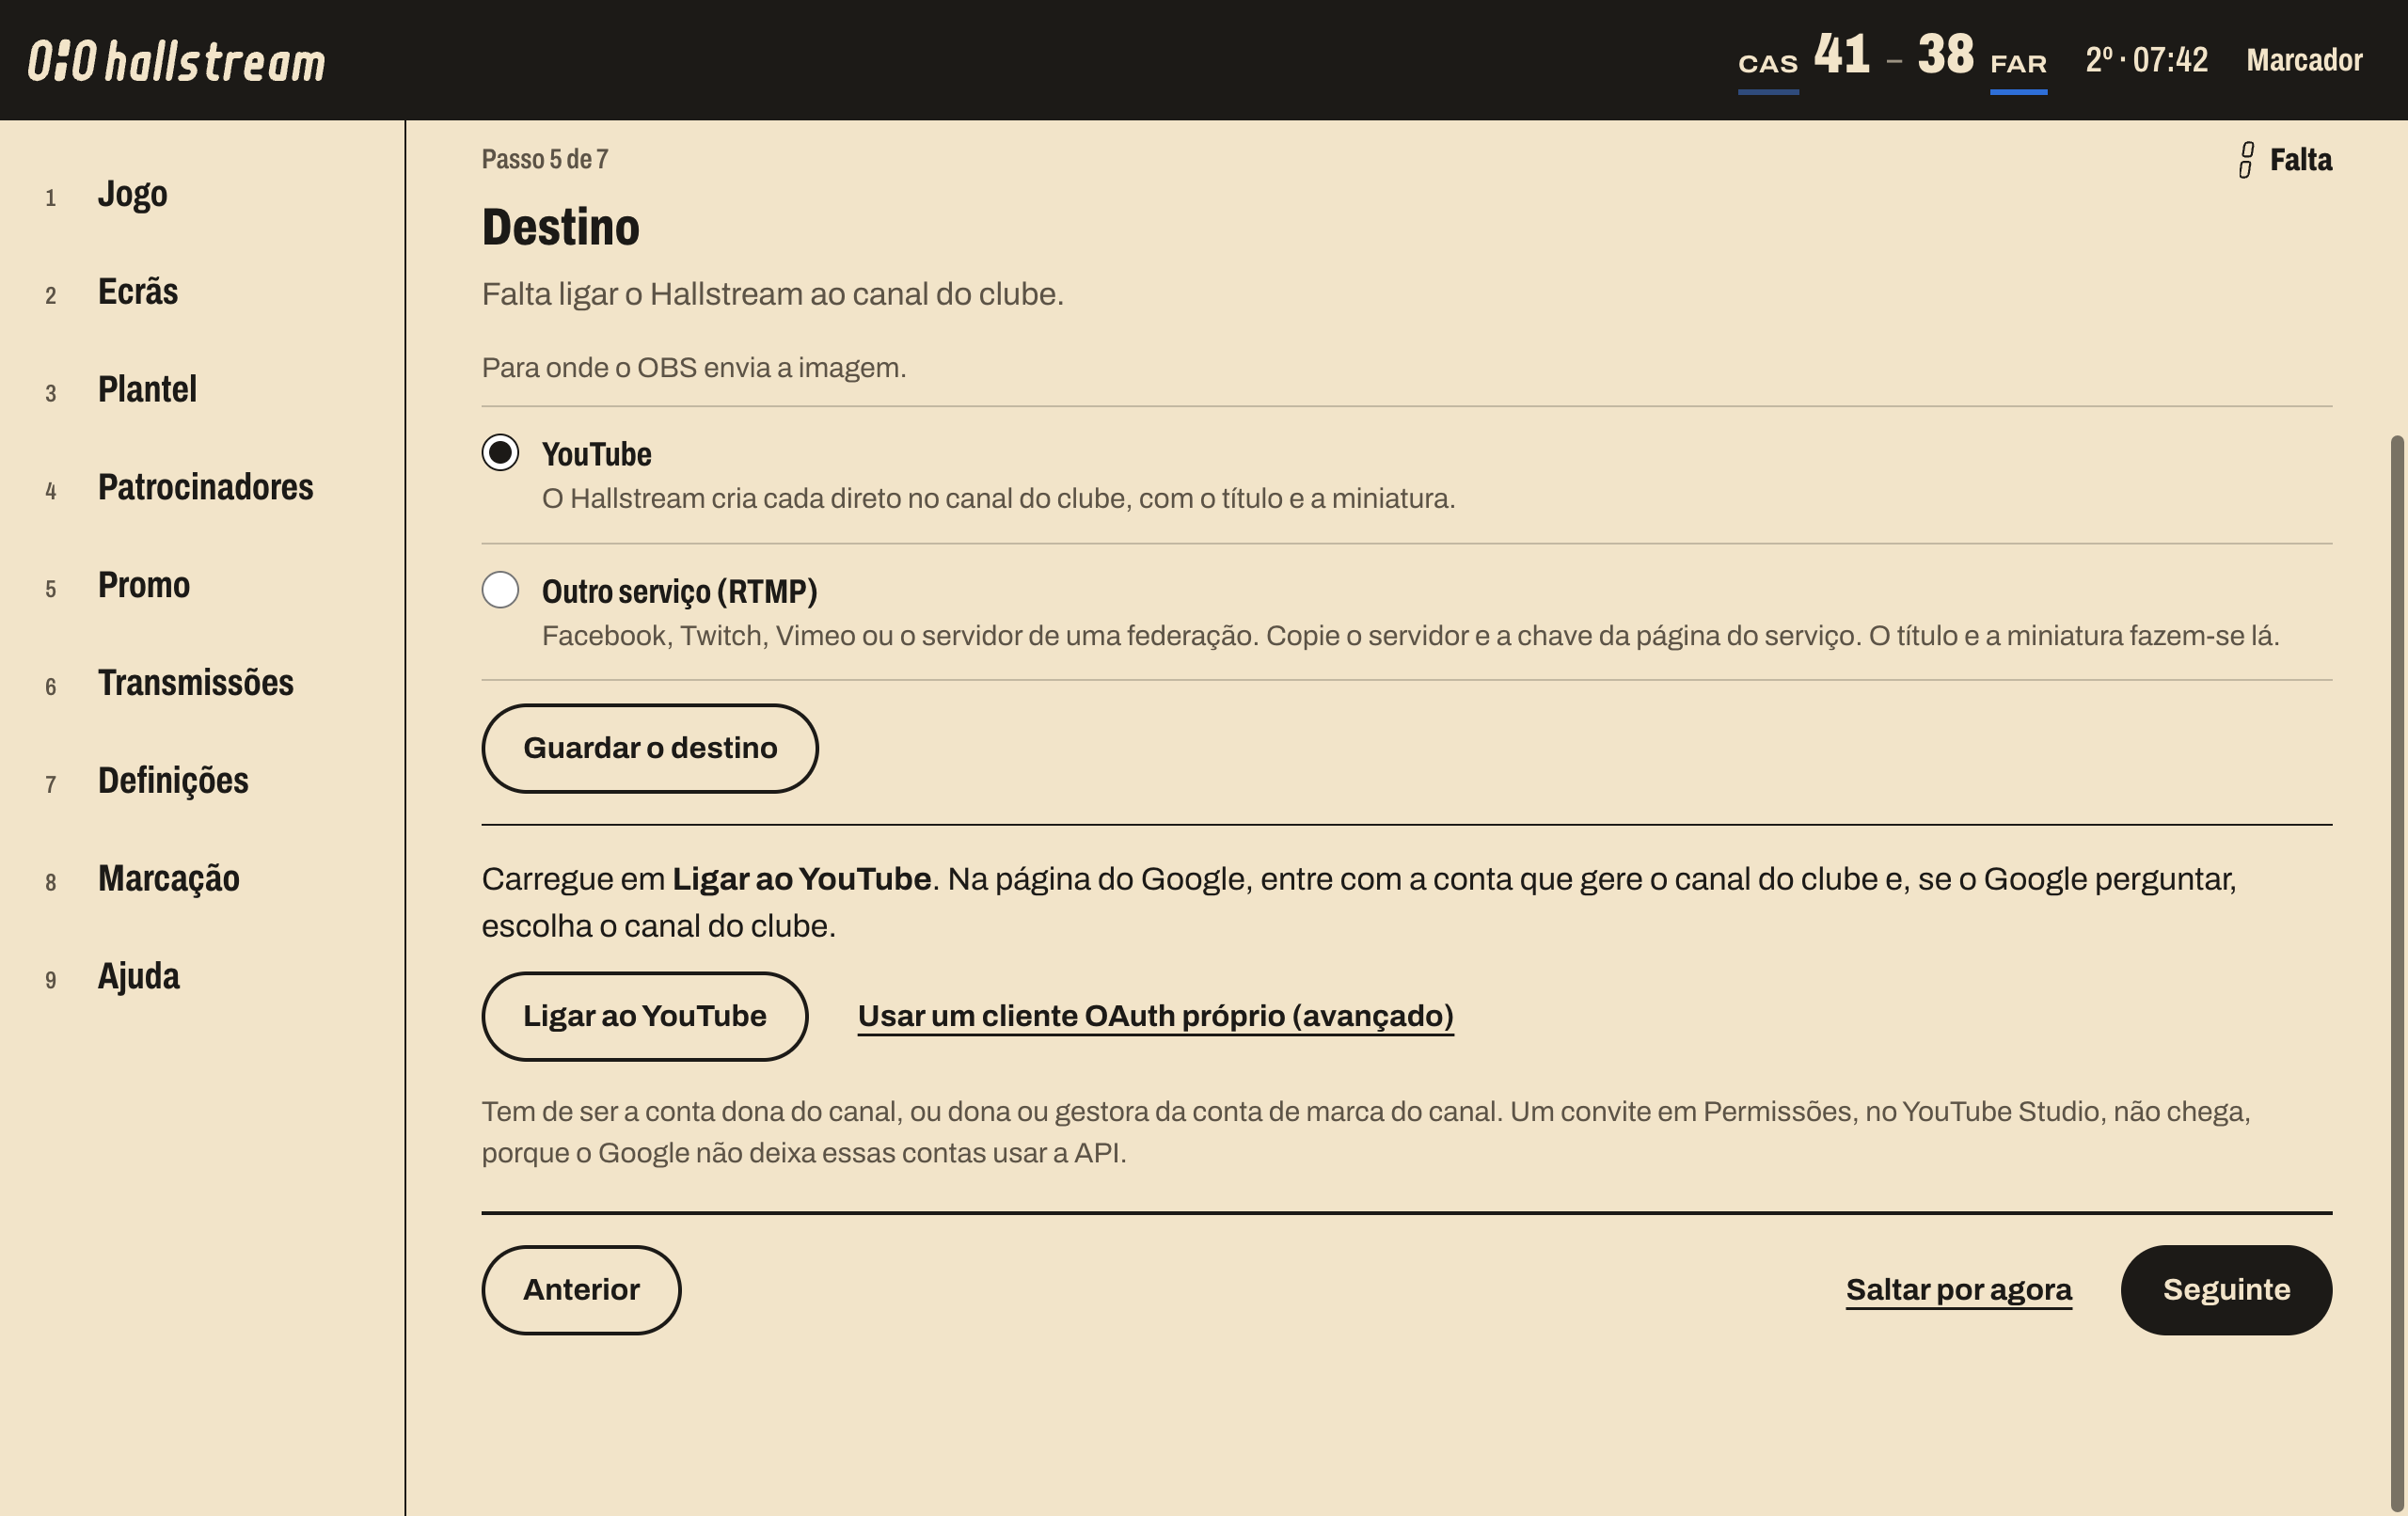 hallstream
CAS 41 – 38 FAR 2º · 07:42 Marcador
1 Jogo
2 Ecrãs
3 Plantel
4 Patrocinadores
5 Promo
6 Transmissões
7 Definições
8 Marcação
9 Ajuda
Passo 5 de 7
Falta
Destino
Falta ligar o Hallstream ao canal do clube.
Para onde o OBS envia a imagem.
YouTube
O Hallstream cria cada direto no canal do clube, com o título e a miniatura.
Outro serviço (RTMP)
Facebook, Twitch, Vimeo ou o servidor de uma federação. Copie o servidor e a chave da página do serviço. O título e a miniatura fazem-se lá.
Guardar o destino
Carregue em Ligar ao YouTube. Na página do Google, entre com a conta que gere o canal do clube e, se o Google perguntar,
escolha o canal do clube.
Ligar ao YouTube
Usar um cliente OAuth próprio (avançado)
Tem de ser a conta dona do canal, ou dona ou gestora da conta de marca do canal. Um convite em Permissões, no YouTube Studio, não chega,
porque o Google não deixa essas contas usar a API.
Anterior
Saltar por agora
Seguinte